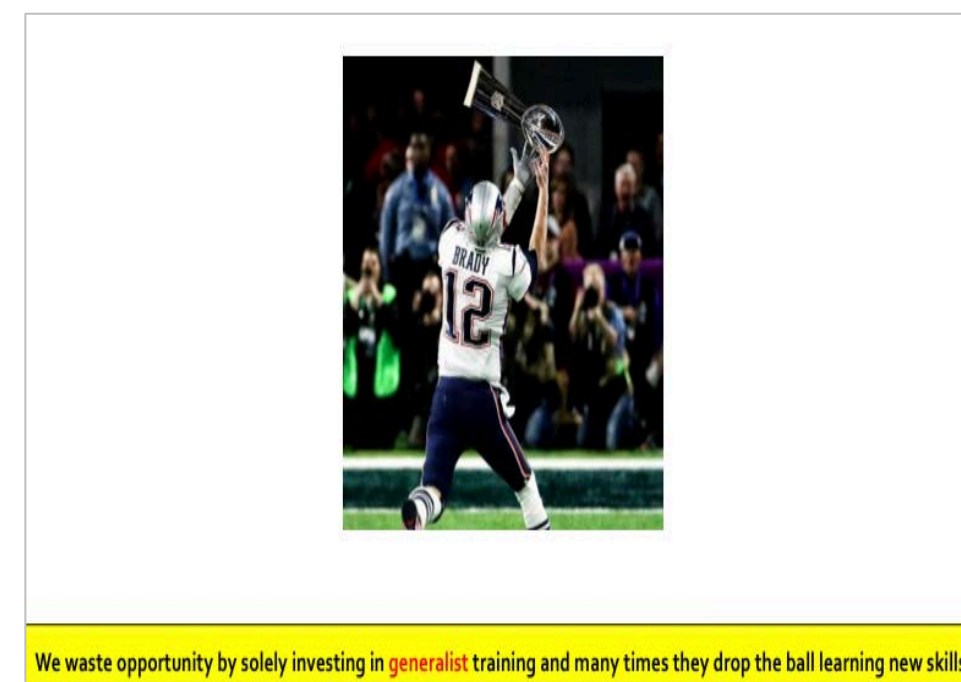 BRADY
12
We waste opportunity by solely investing in generalist training and many times they drop the ball learning new skills